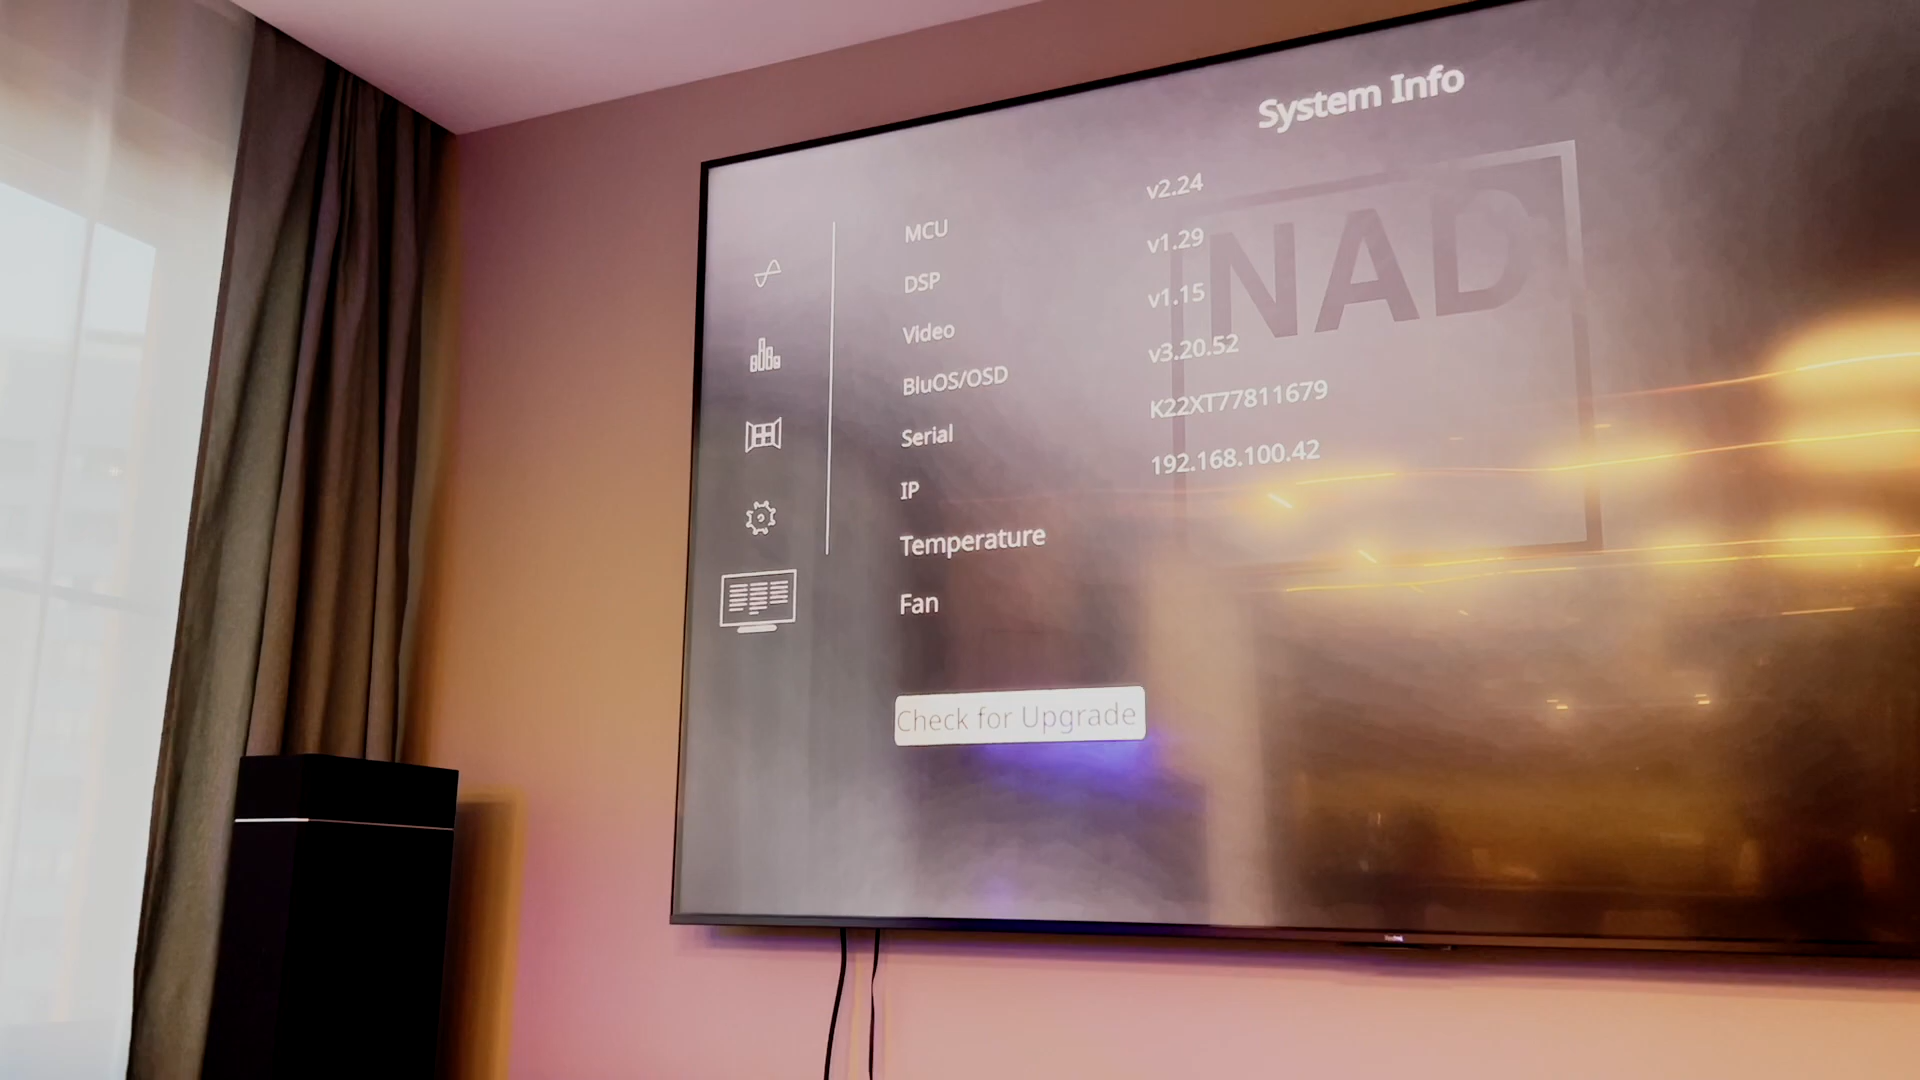 System Info
NAD
MCU v2.24
DSP v1.29
Video v1.15
BluOS/OSD v3.20.52
Serial K22XT77811679
IP 192.168.100.42
Temperature
Fan
Check for Upgrade